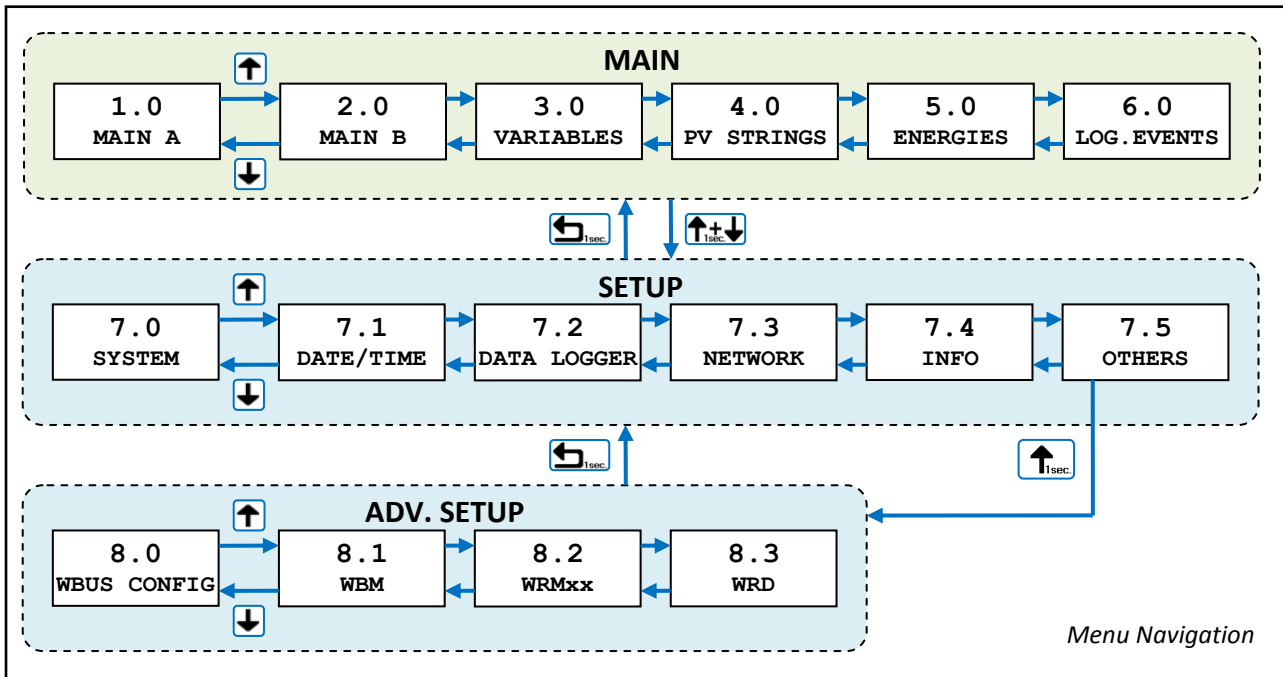 MAIN
1.0 2.0 3.0 4.0 5.0 6.0
MAIN A MAIN B VARIABLES PV STRINGS ENERGIES LOG.EVENTS
1sec. 1sec.+
SETUP
7.0 7.1 7.2 7.3 7.4 7.5
SYSTEM DATE/TIME DATA LOGGER NETWORK INFO OTHERS
1sec. 1sec.
ADV. SETUP
8.0 8.1 8.2 8.3
WBUS CONFIG WBM WRMxx WRD
Menu Navigation